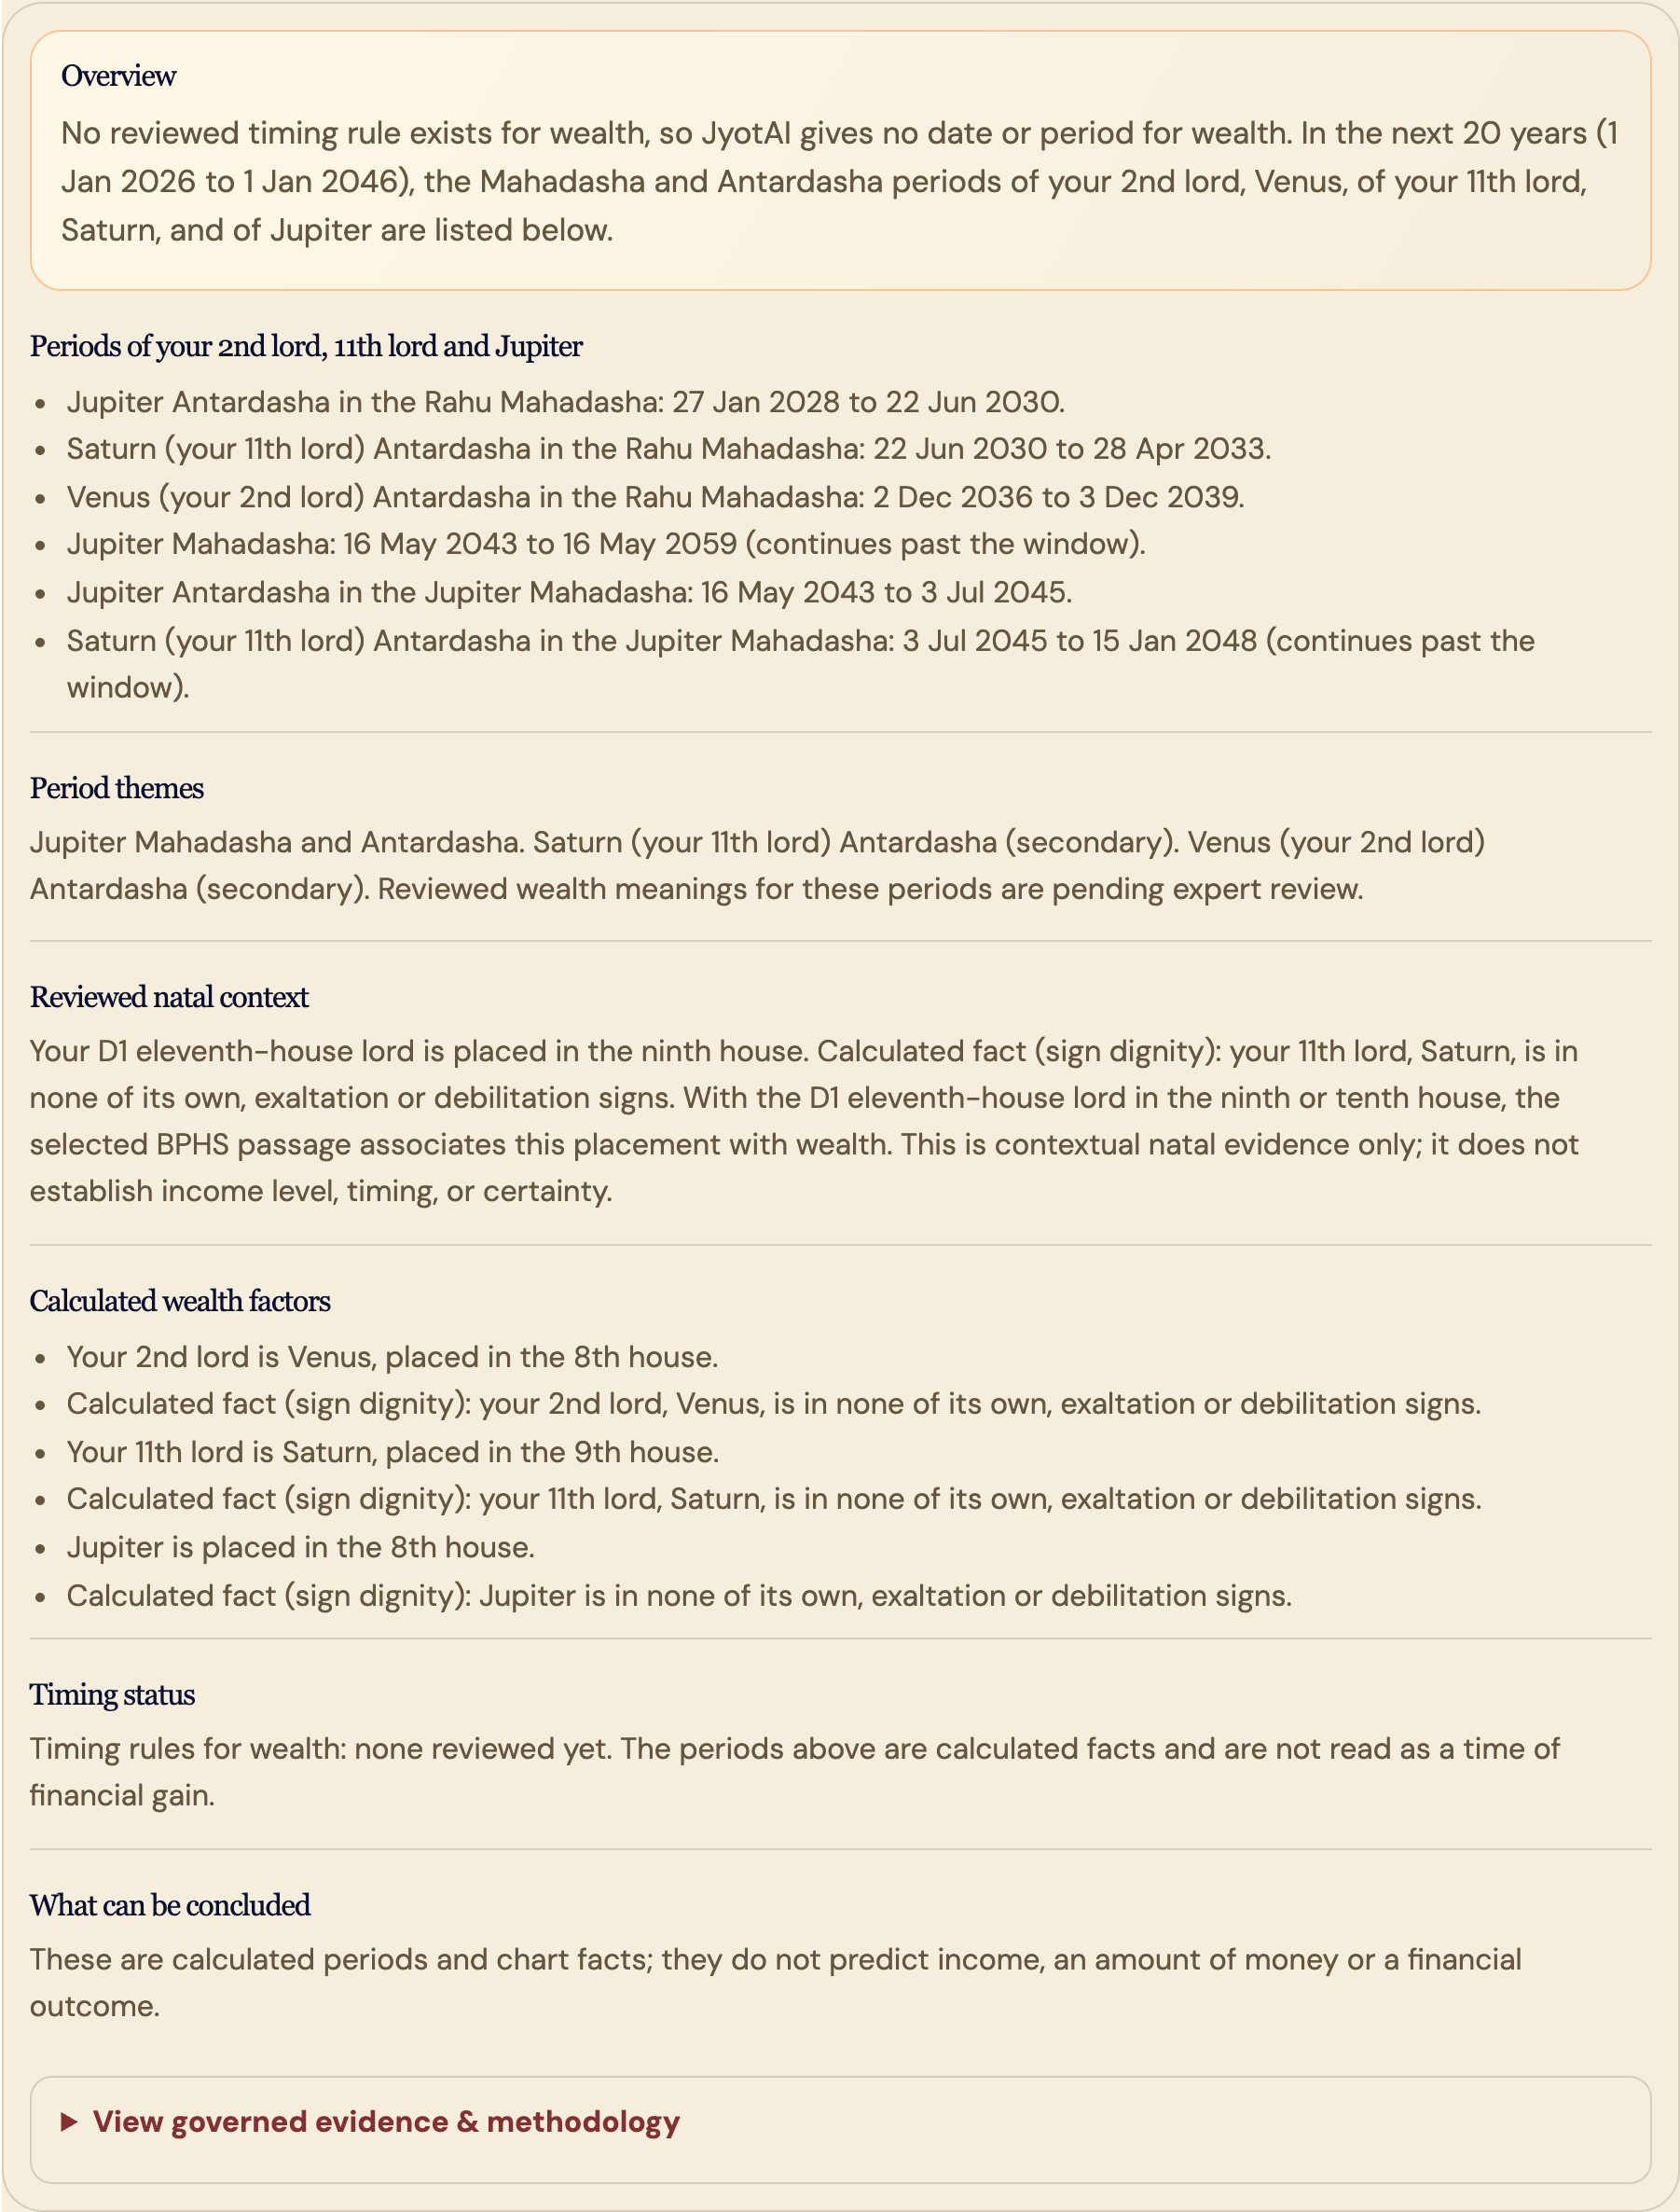 Overview
No reviewed timing rule exists for wealth, so JyotAI gives no date or period for wealth. In the next 20 years (1
Jan 2026 to 1 Jan 2046), the Mahadasha and Antardasha periods of your 2nd lord, Venus, of your 11th lord,
Saturn, and of Jupiter are listed below.
Periods of your 2nd lord, 11th lord and Jupiter
• Jupiter Antardasha in the Rahu Mahadasha: 27 Jan 2028 to 22 Jun 2030.
• Saturn (your 11th lord) Antardasha in the Rahu Mahadasha: 22 Jun 2030 to 28 Apr 2033.
• Venus (your 2nd lord) Antardasha in the Rahu Mahadasha: 2 Dec 2036 to 3 Dec 2039.
• Jupiter Mahadasha: 16 May 2043 to 16 May 2059 (continues past the window).
• Jupiter Antardasha in the Jupiter Mahadasha: 16 May 2043 to 3 Jul 2045.
• Saturn (your 11th lord) Antardasha in the Jupiter Mahadasha: 3 Jul 2045 to 15 Jan 2048 (continues past the
window).
Period themes
Jupiter Mahadasha and Antardasha. Saturn (your 11th lord) Antardasha (secondary). Venus (your 2nd lord)
Antardasha (secondary). Reviewed wealth meanings for these periods are pending expert review.
Reviewed natal context
Your D1 eleventh-house lord is placed in the ninth house. Calculated fact (sign dignity): your 11th lord, Saturn, is in
none of its own, exaltation or debilitation signs. With the D1 eleventh-house lord in the ninth or tenth house, the
selected BPHS passage associates this placement with wealth. This is contextual natal evidence only; it does not
establish income level, timing, or certainty.
Calculated wealth factors
• Your 2nd lord is Venus, placed in the 8th house.
• Calculated fact (sign dignity): your 2nd lord, Venus, is in none of its own, exaltation or debilitation signs.
• Your 11th lord is Saturn, placed in the 9th house.
• Calculated fact (sign dignity): your 11th lord, Saturn, is in none of its own, exaltation or debilitation signs.
• Jupiter is placed in the 8th house.
• Calculated fact (sign dignity): Jupiter is in none of its own, exaltation or debilitation signs.
Timing status
Timing rules for wealth: none reviewed yet. The periods above are calculated facts and are not read as a time of
financial gain.
What can be concluded
These are calculated periods and chart facts; they do not predict income, an amount of money or a financial
outcome.
▶ View governed evidence & methodology